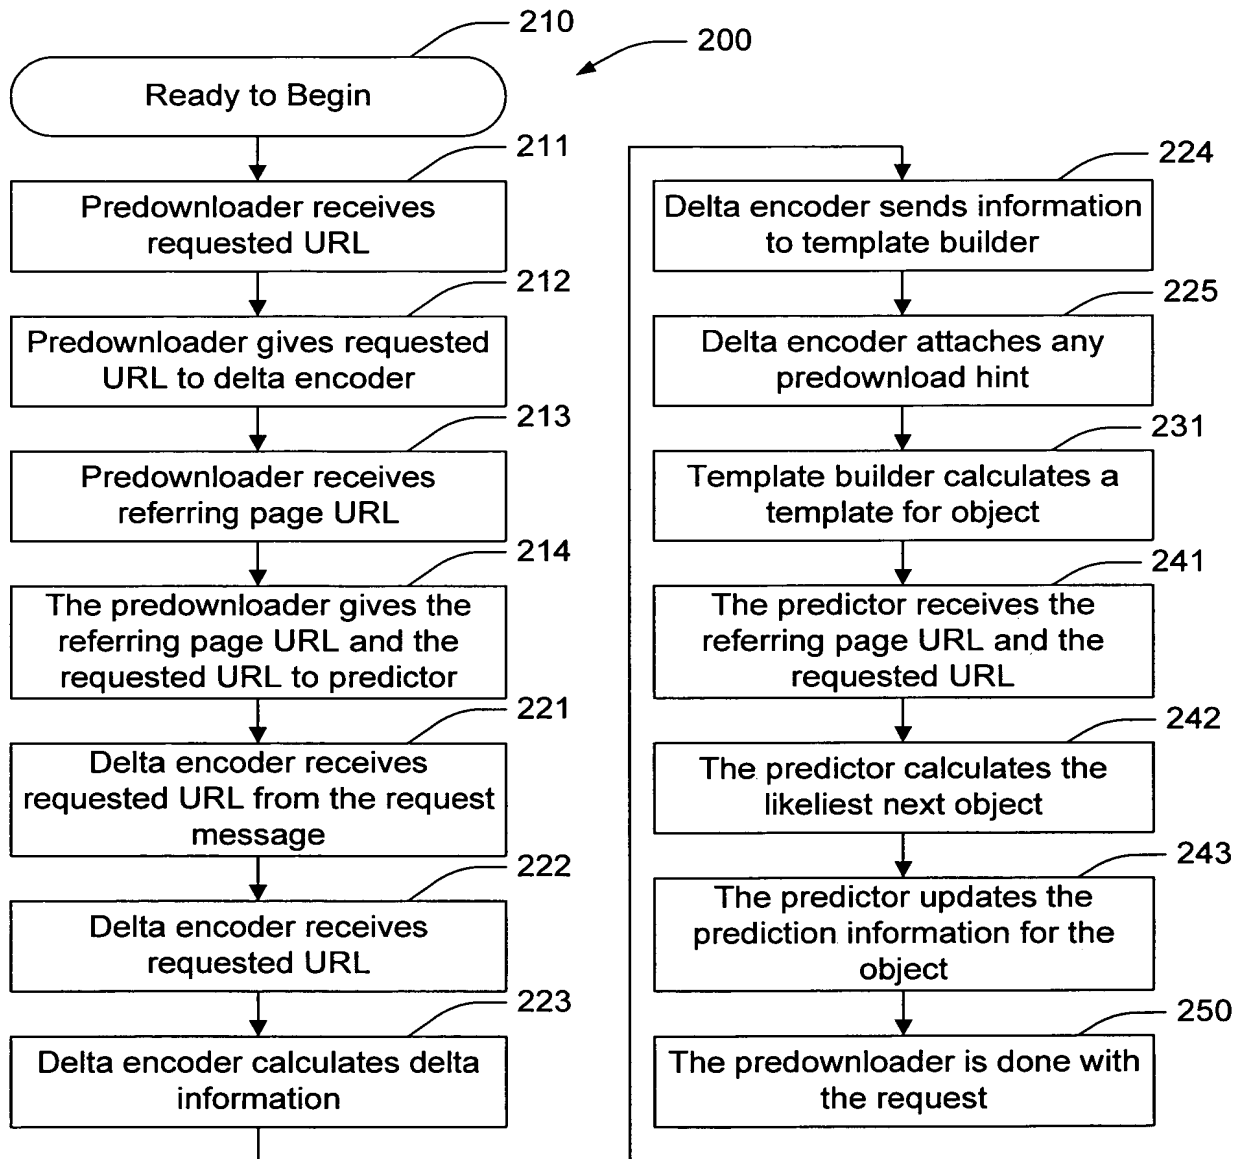 210
200
Ready to Begin
211
Predownloader receives
requested URL
212
Predownloader gives requested
URL to delta encoder
213
Predownloader receives
referring page URL
214
The predownloader gives the
referring page URL and the
requested URL to predictor
221
Delta encoder receives
requested URL from the request
message
222
Delta encoder receives
requested URL
223
Delta encoder calculates delta
information
224
Delta encoder sends information
to template builder
225
Delta encoder attaches any
predownload hint
231
Template builder calculates a
template for object
241
The predictor receives the
referring page URL and the
requested URL
242
The predictor calculates the
likeliest next object
243
The predictor updates the
prediction information for the
object
250
The predownloader is done with
the request